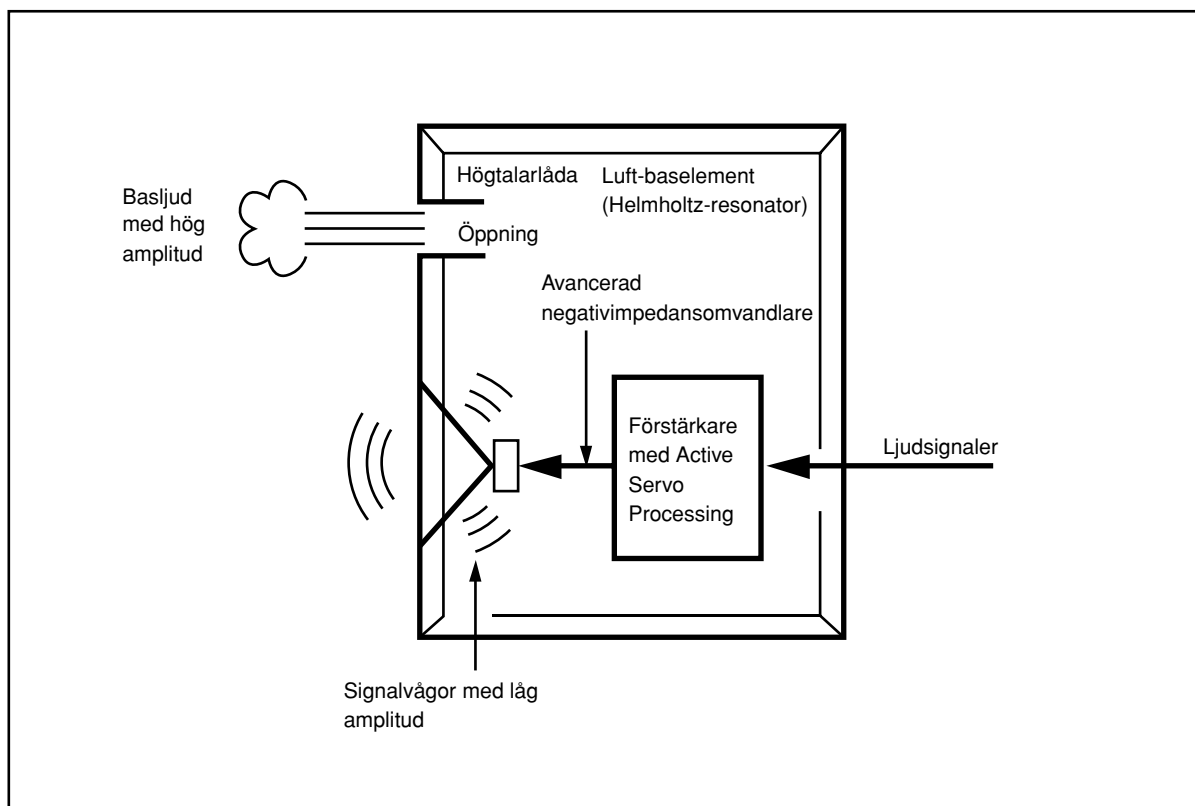 Högtalarlåda
Luft-baselement
(Helmholtz-resonator)
Basljud
med hög
amplitud
Öppning
Avancerad
negativimpedansomvandlare
Förstärkare
med Active
Servo
Processing
Ljudsignaler
Signalvågor med låg
amplitud